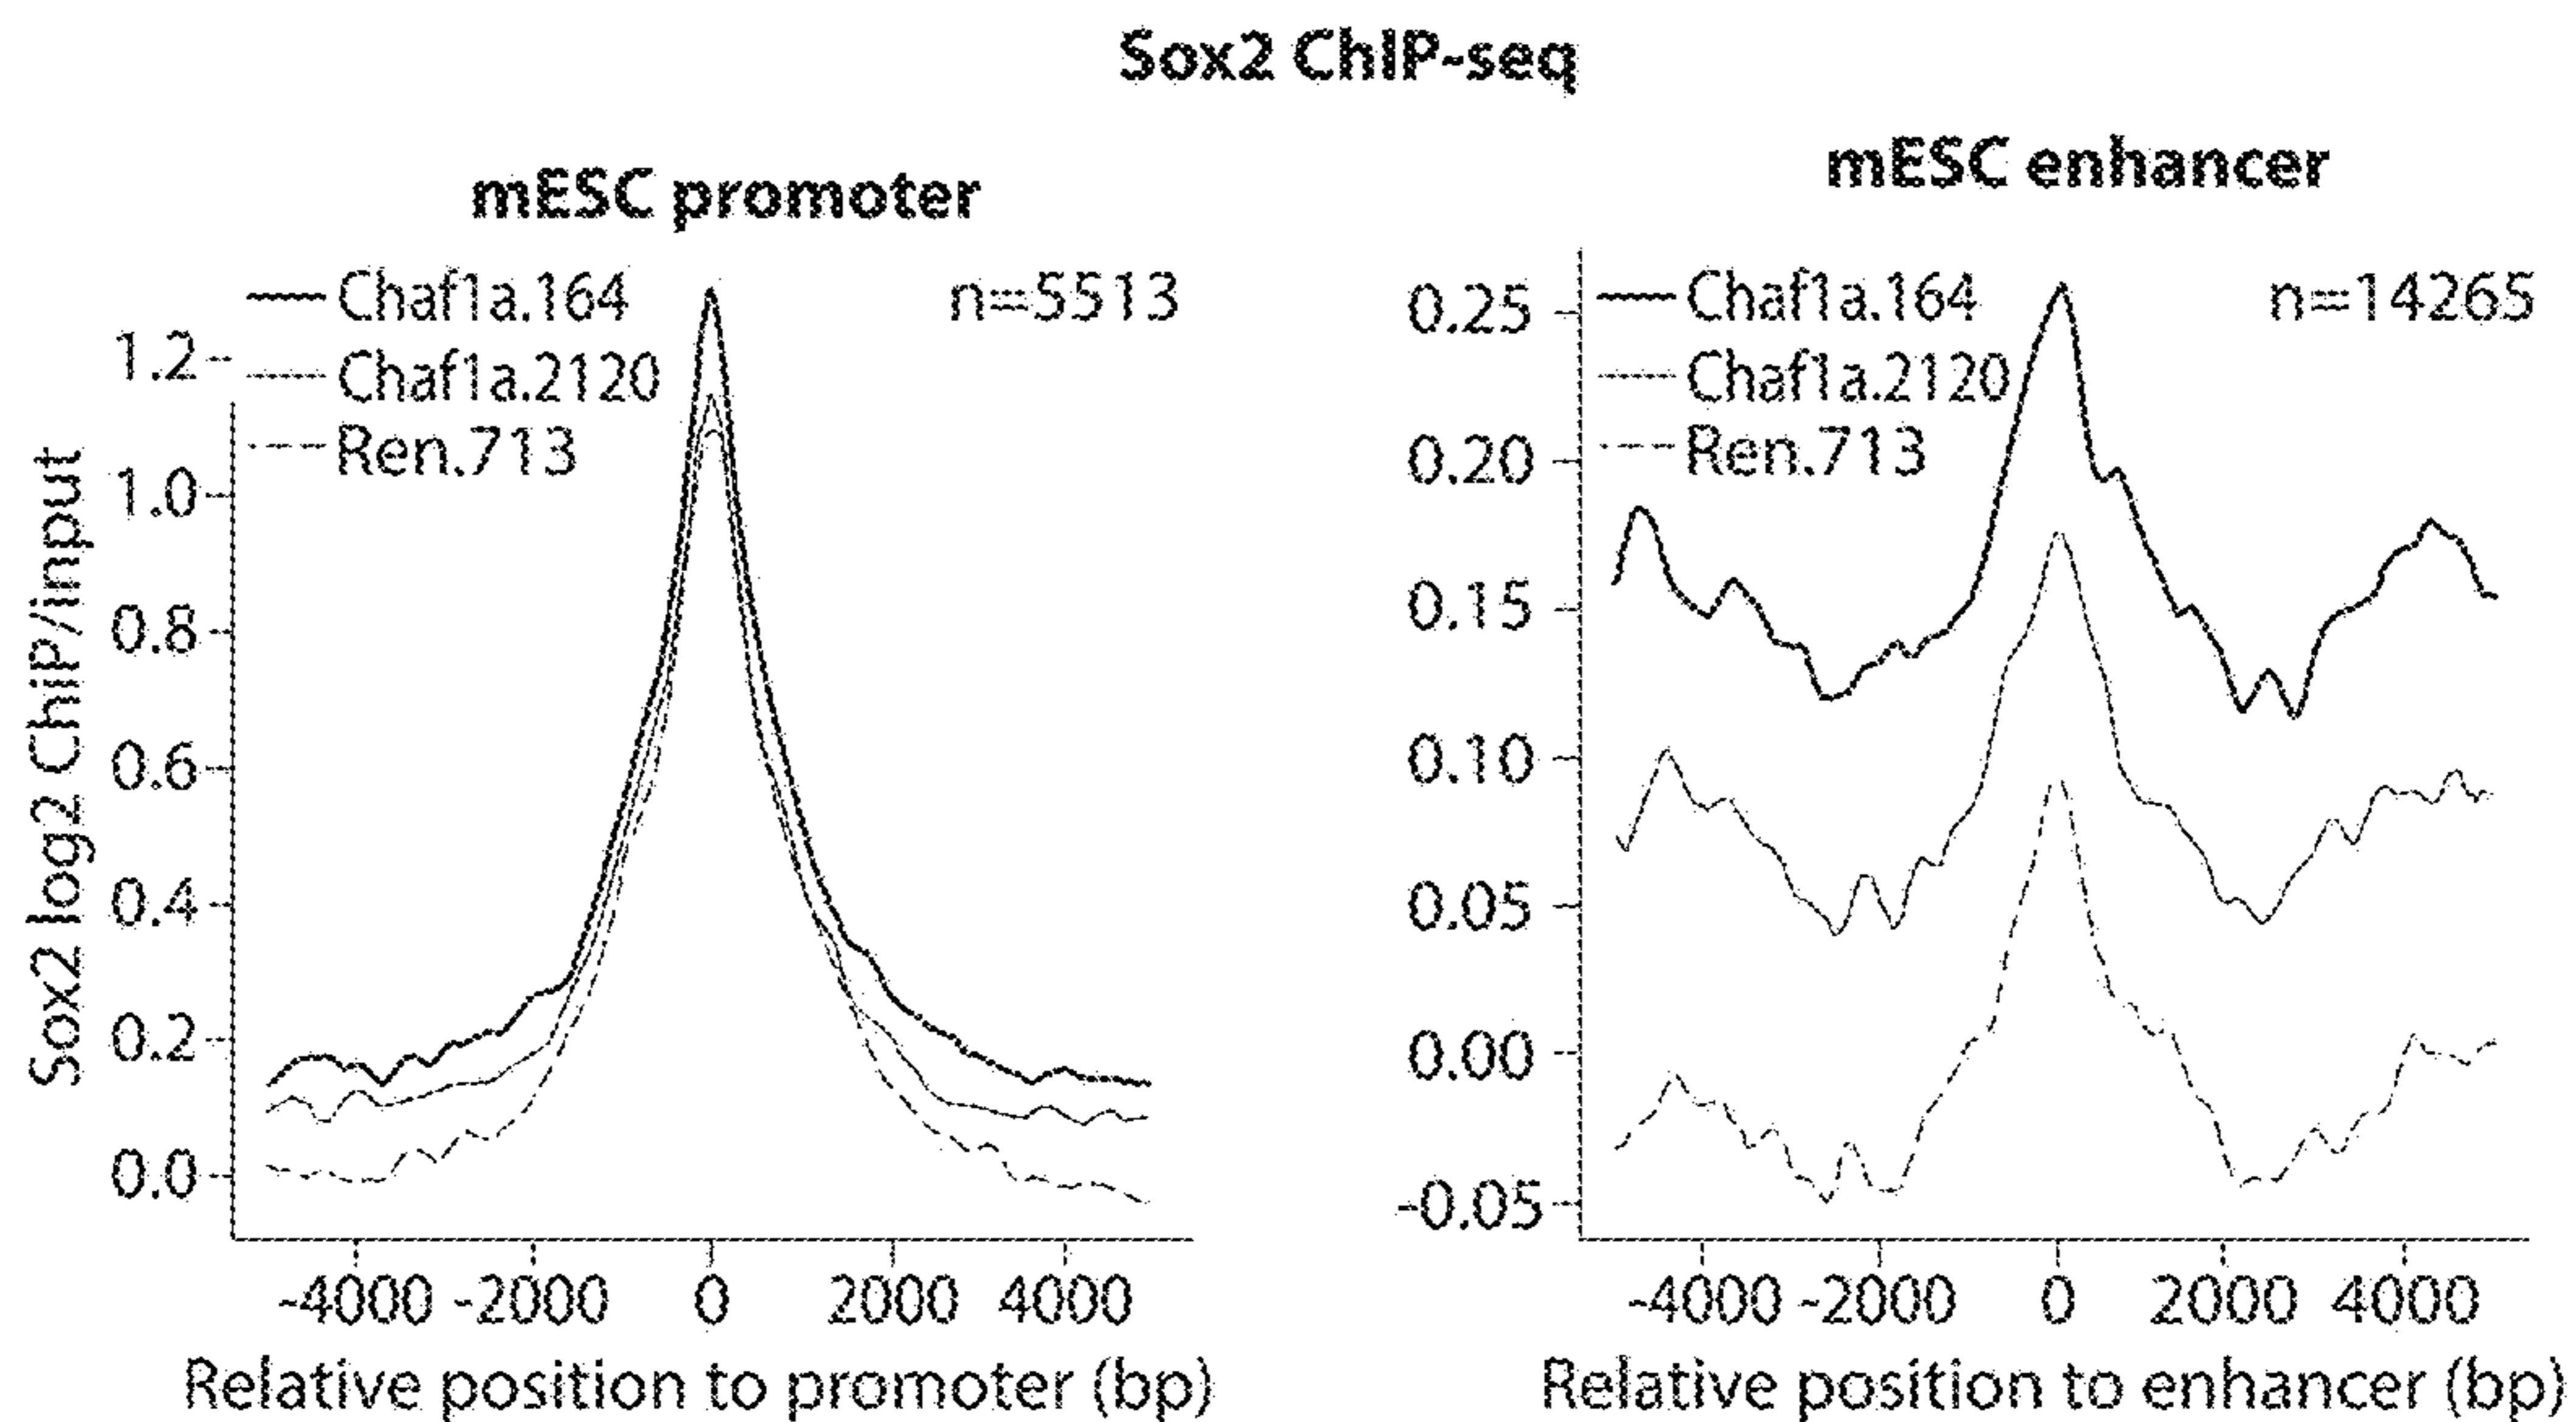 Sox2 ChIP-seq
mESC promoter
Chaf1a.164
n=5513
Chaf1a.2120
Ren.713
Sox2 log2 ChiP/input
1.2
1.0
0.8
0.6
0.4
0.2
0.0
-4000 -2000 0 2000 4000
Relative position to promoter (bp)
mESC enhancer
Chaf1a.164
n=14265
Chaf1a.2120
Ren.713
0.25
0.20
0.15
0.10
0.05
0.00
-0.05
-4000 -2000 0 2000 4000
Relative position to enhancer (bp)